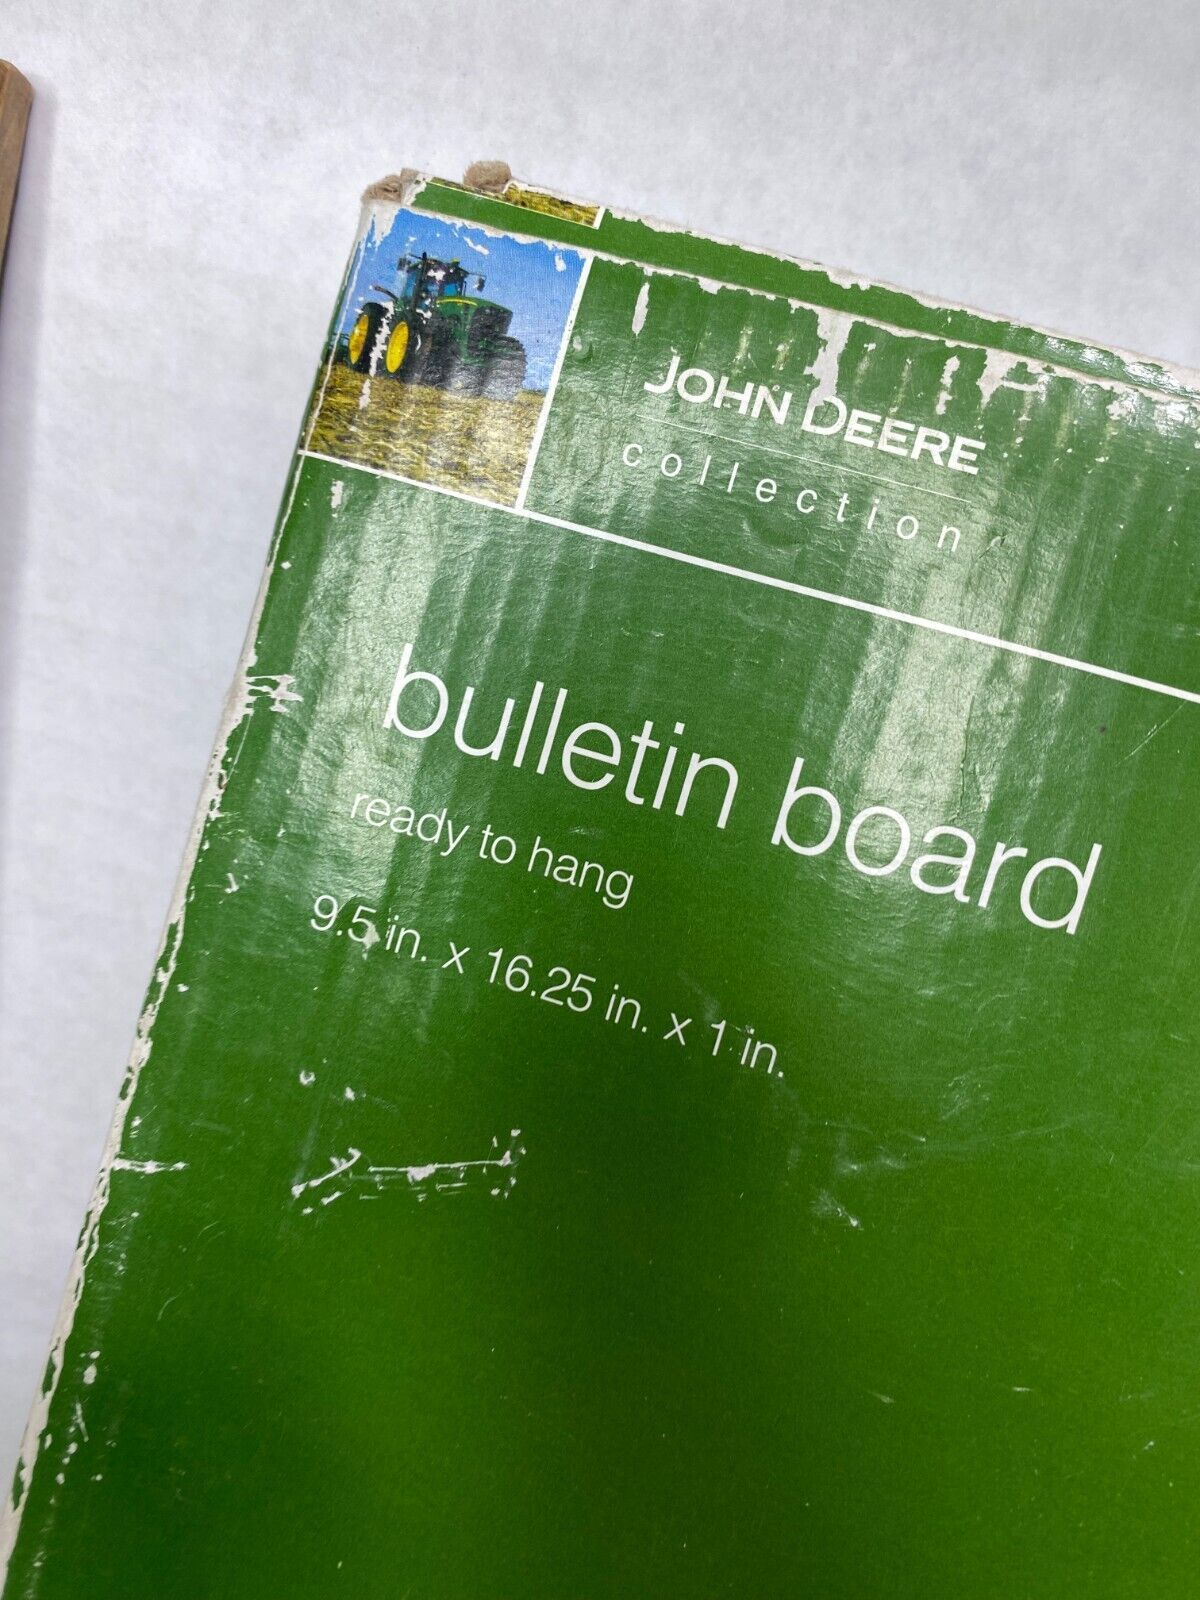 JOHN DEERE
collection
bulletin board
ready to hang
9.5 in. x 16.25 in. x 1 in.